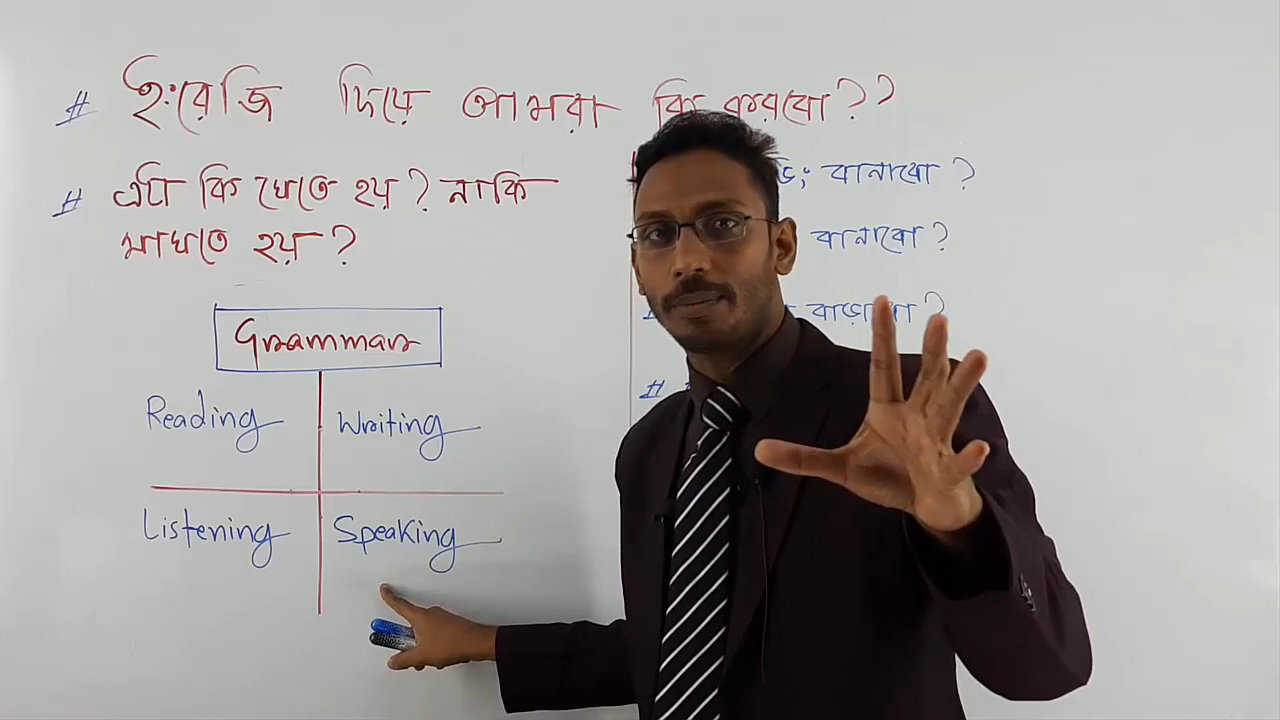 # ইংরেজি দিয়ে আমরা কি করবো??
# এটা কি খেতে হয়? নাকি
মাখতে হয়?
Grammar
Reading Writing
Listening Speaking
বানাবো?
বানাবো?
বাড়াবো?
#